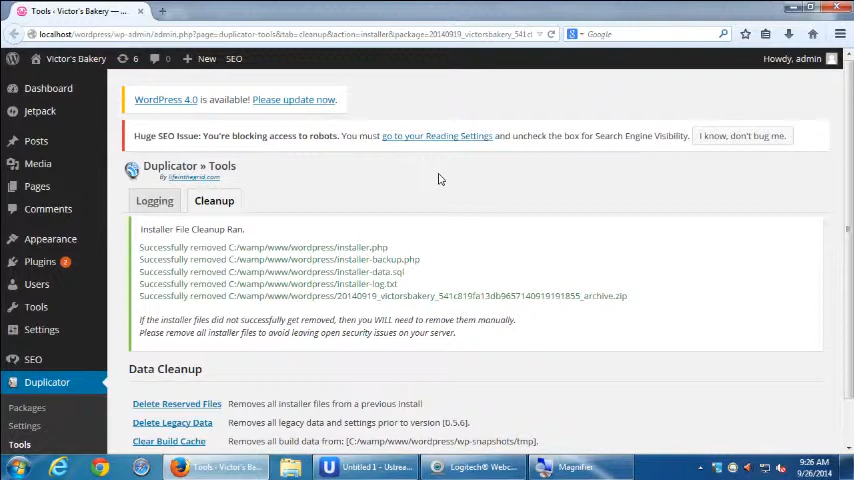 Tools ‹ Victor's Bakery —...
localhost/wordpress/wp-admin/admin.php?page=duplicator-tools&tab=cleanup&action=installer&package=20140919_victorsbakery_541c
Google
Victor's Bakery
6
0
New
SEO
Howdy, admin
Dashboard
Jetpack
Posts
Media
Pages
Comments
Appearance
Plugins 2
Users
Tools
Settings
SEO
Duplicator
Packages
Settings
Tools
WordPress 4.0 is available! Please update now.
Huge SEO Issue: You're blocking access to robots. You must go to your Reading Settings and uncheck the box for Search Engine Visibility.
I know, don't bug me.
Duplicator » Tools
By lifeinthegrid.com
Logging
Cleanup
Installer File Cleanup Ran.
Successfully removed C:/wamp/www/wordpress/installer.php
Successfully removed C:/wamp/www/wordpress/installer-backup.php
Successfully removed C:/wamp/www/wordpress/installer-data.sql
Successfully removed C:/wamp/www/wordpress/installer-log.txt
Successfully removed C:/wamp/www/wordpress/20140919_victorsbakery_541c819fa13db9657140919191855_archive.zip
If the installer files did not successfully get removed, then you WILL need to remove them manually.
Please remove all installer files to avoid leaving open security issues on your server.
Data Cleanup
Delete Reserved Files Removes all installer files from a previous install
Delete Legacy Data Removes all legacy data and settings prior to version [0.5.6].
Clear Build Cache Removes all build data from: [C:/wamp/www/wordpress/wp-snapshots/tmp].
Tools ‹ Victor's Ba...
Untitled 1 - Ustrea...
Logitech® Webc...
Magnifier
9:26 AM
9/26/2014